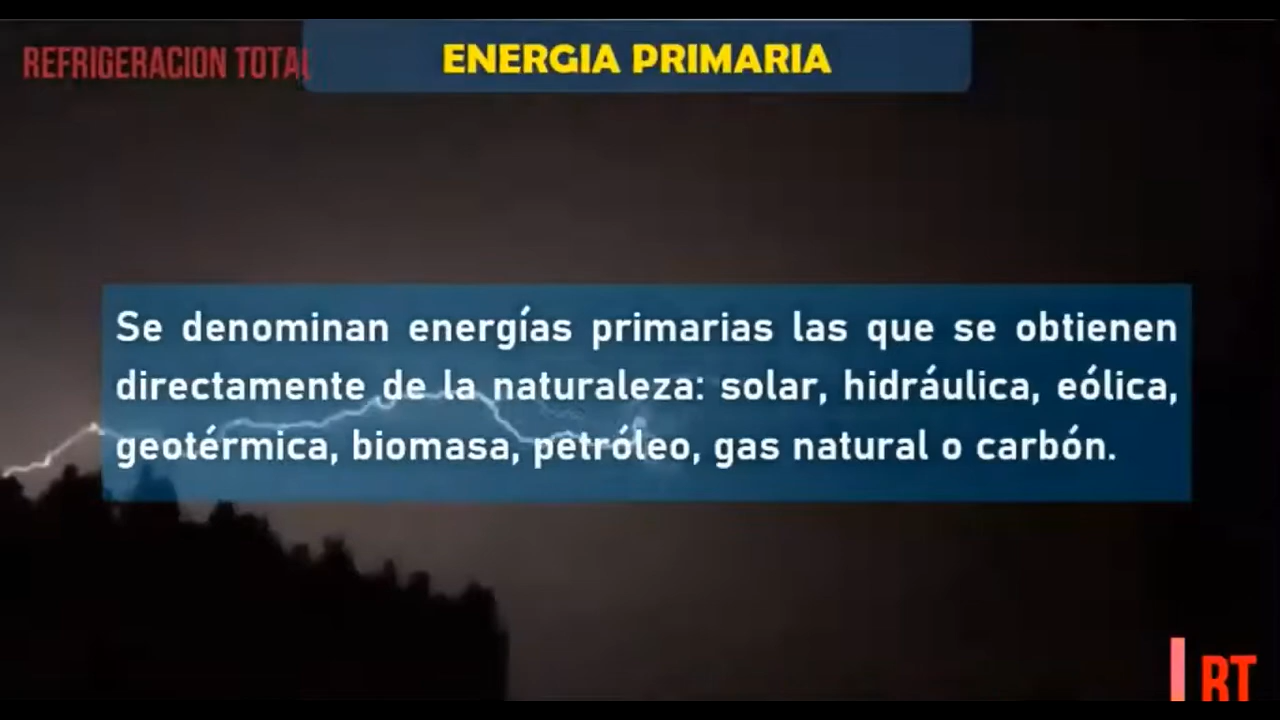 REFRIGERACION TOTAL
ENERGIA PRIMARIA
Se denominan energías primarias las que se obtienen
directamente de la naturaleza: solar, hidráulica, eólica,
geotérmica, biomasa, petróleo, gas natural o carbón.
RT